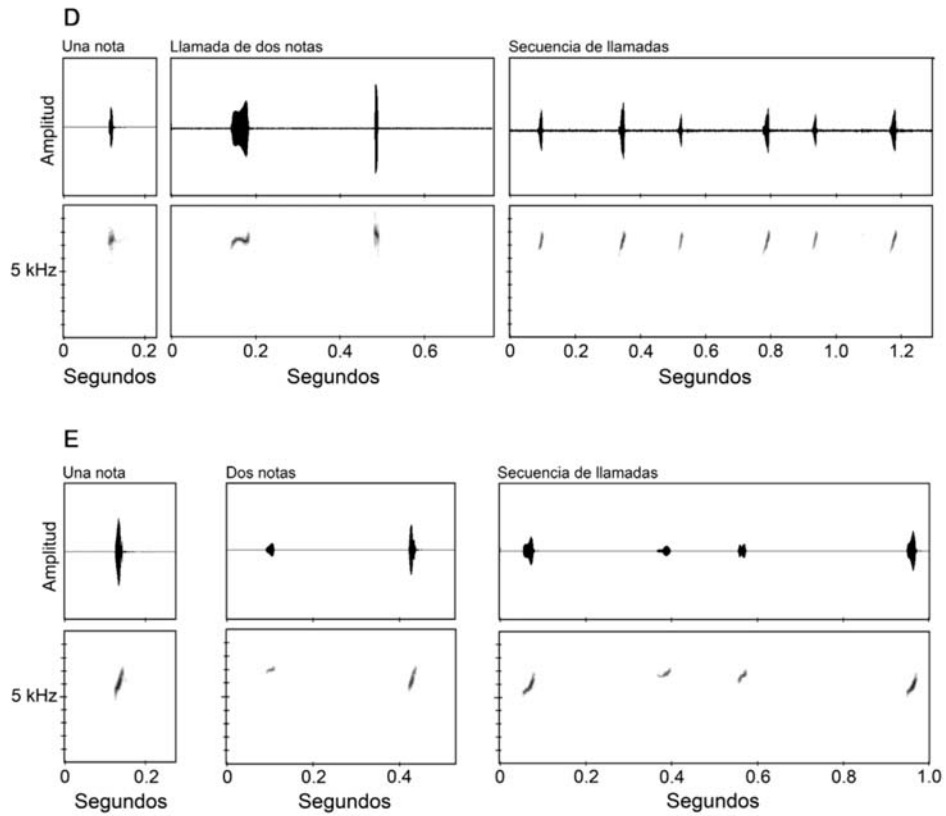 D
Una nota Llamada de dos notas Secuencia de llamadas
Amplitud
5 kHz
0 0.2 0 0.2 0.4 0.6 0 0.2 0.4 0.6 0.8 1.0 1.2
Segundos Segundos Segundos
E
Una nota Dos notas Secuencia de llamadas
Amplitud
5 kHz
0 0.2 0 0.4 0 0.2 0.4 0.6 0.8 1.0
Segundos Segundos Segundos